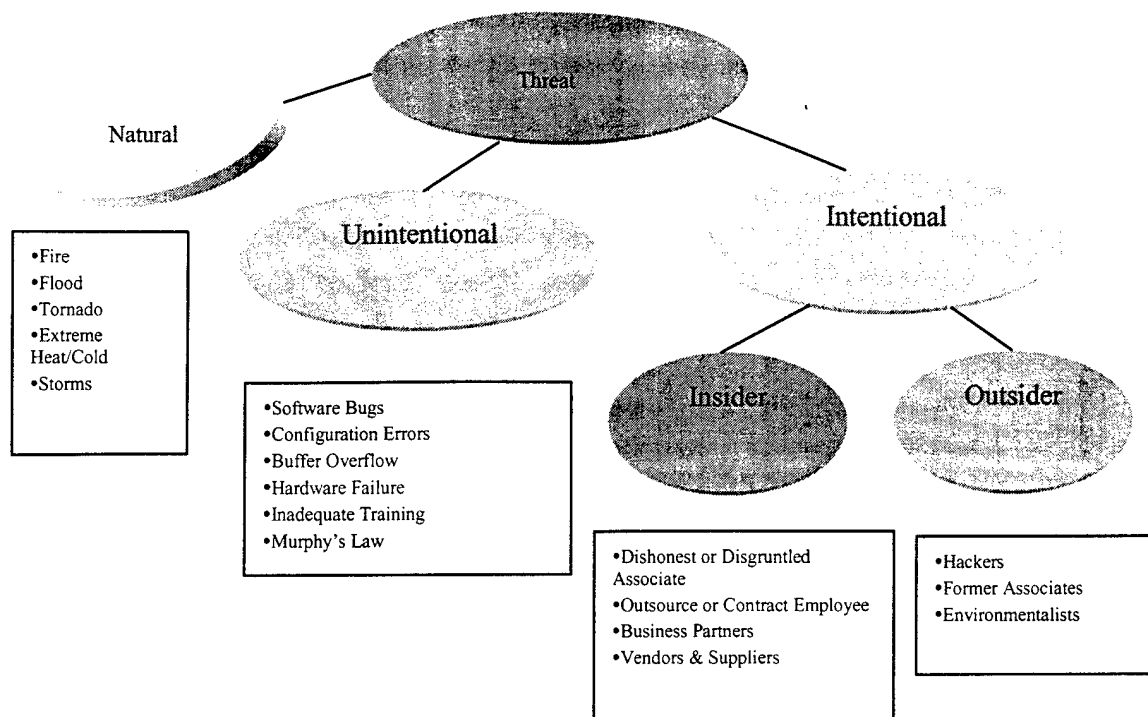 Threat
Natural
Unintentional
Intentional
•Fire
•Flood
•Tornado
•Extreme
Heat/Cold
•Storms
•Software Bugs
•Configuration Errors
•Buffer Overflow
•Hardware Failure
•Inadequate Training
•Murphy's Law
Insider
Outsider
•Dishonest or Disgruntled
Associate
•Outsource or Contract Employee
•Business Partners
•Vendors & Suppliers
•Hackers
•Former Associates
•Environmentalists